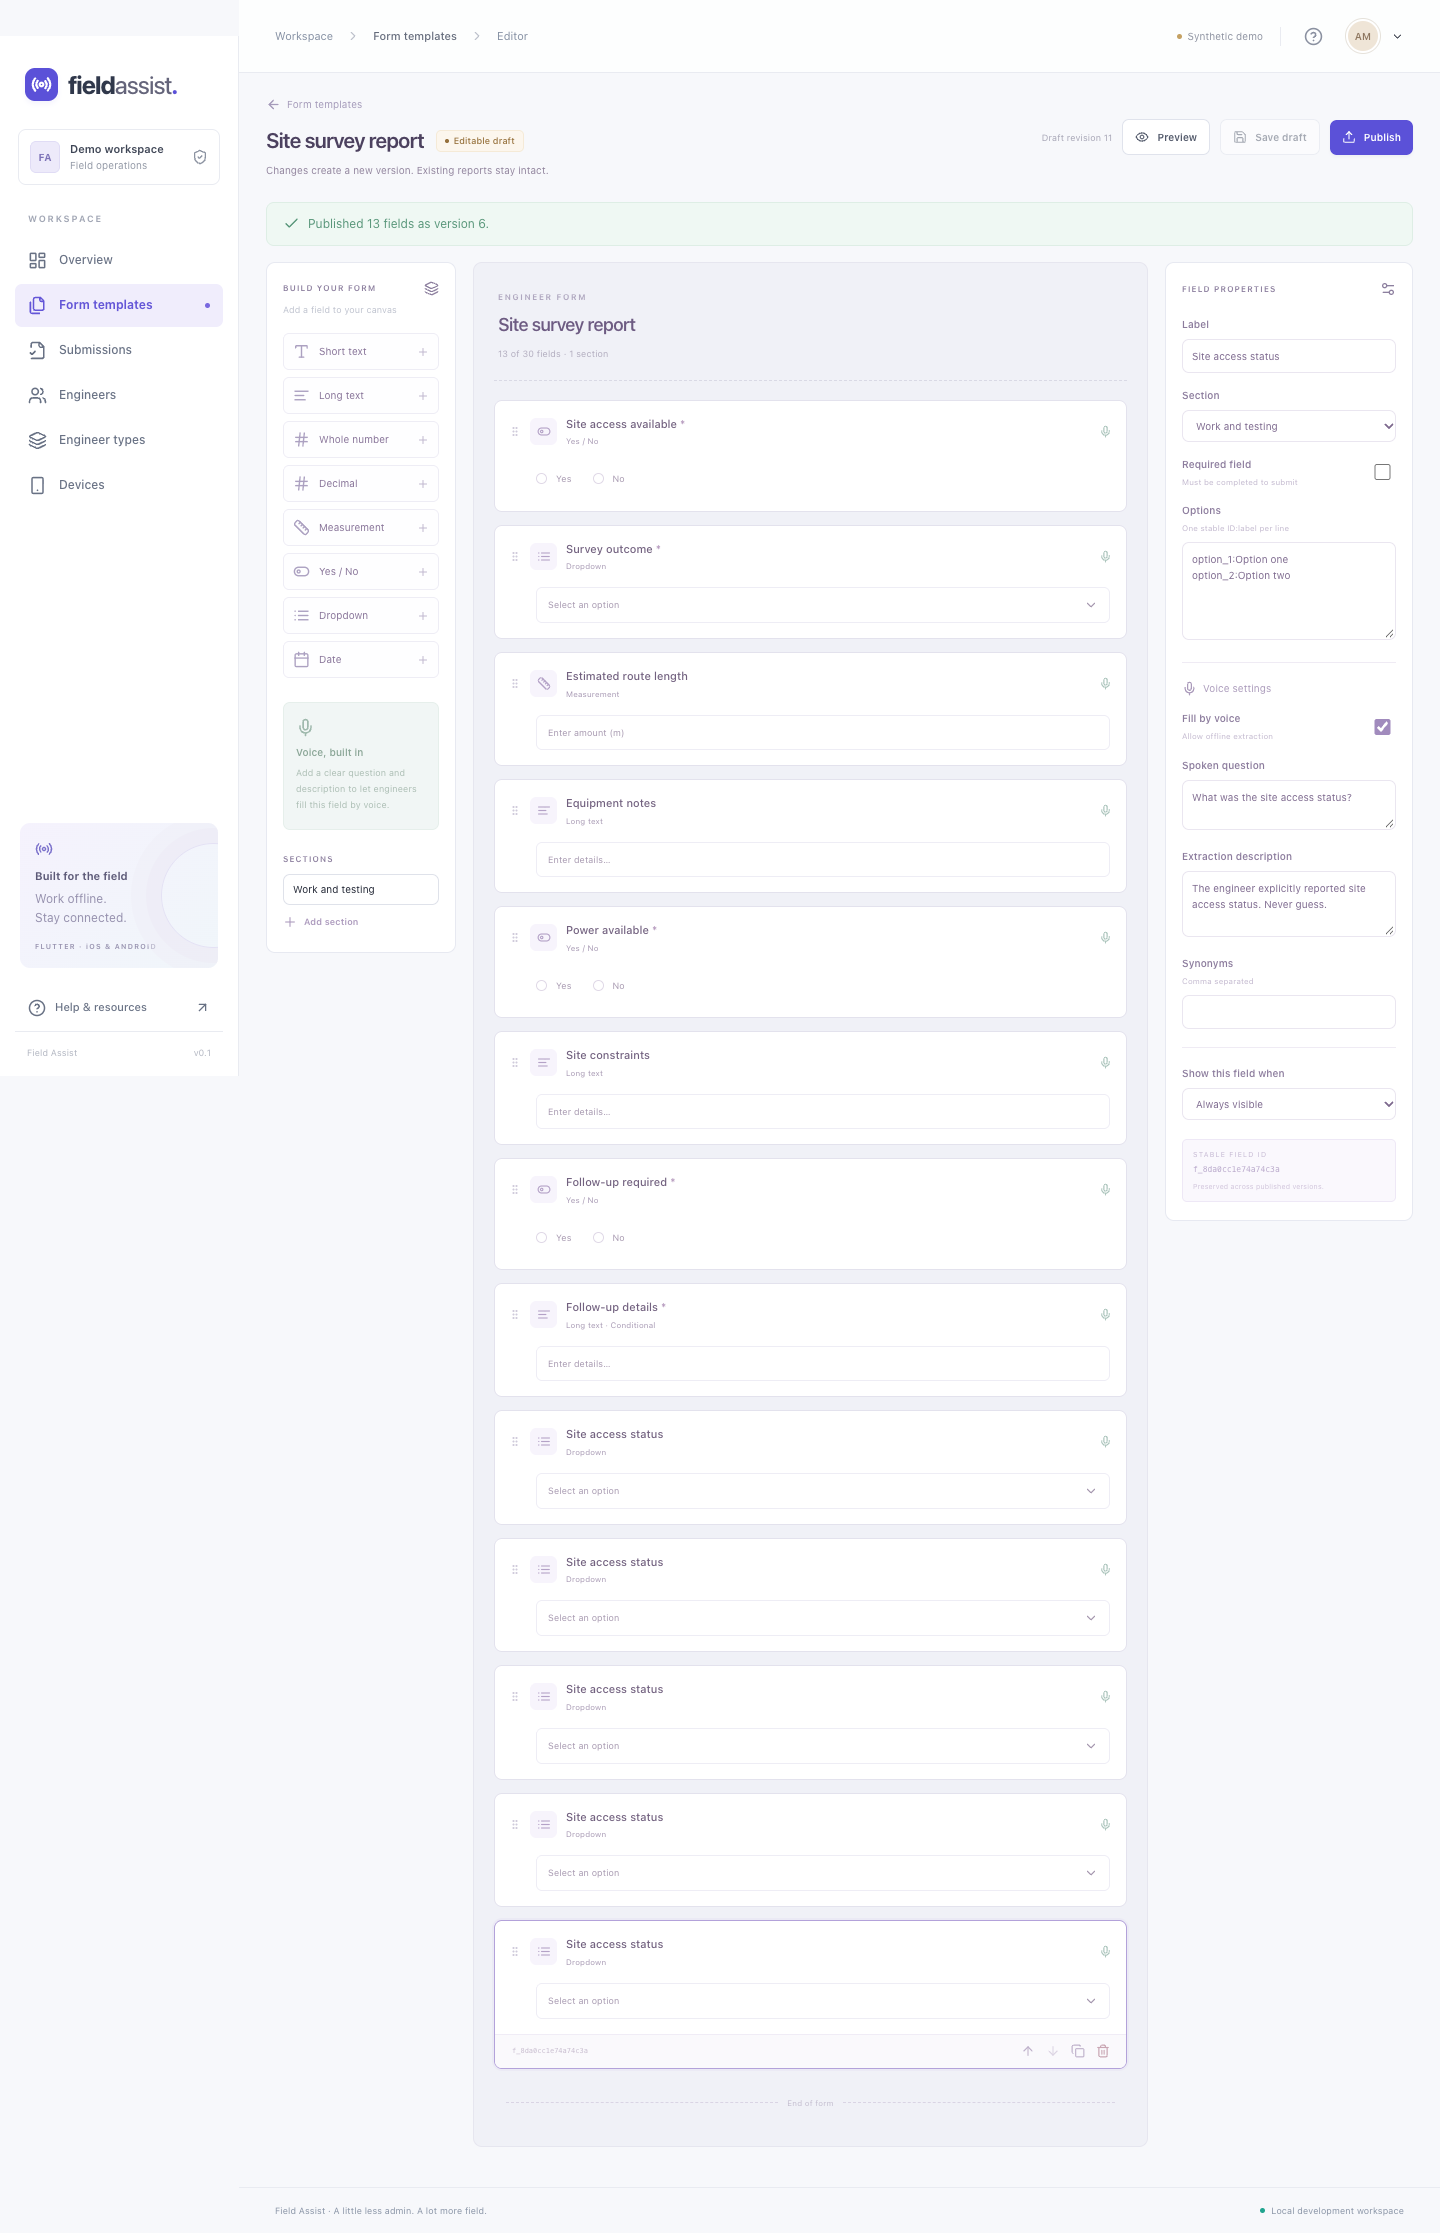 fieldassist.
FA
Demo workspace
Field operations
WORKSPACE
Overview
Form templates
Submissions
Engineers
Engineer types
Devices
Built for the field
Work offline.
Stay connected.
FLUTTER · iOS & ANDROID
Help & resources
Field Assist
v0.1
Workspace
Form templates
Editor
Synthetic demo
AM
Form templates
Site survey report
Editable draft
Changes create a new version. Existing reports stay intact.
Draft revision 11
Preview
Save draft
Publish
Published 13 fields as version 6.
BUILD YOUR FORM
Add a field to your canvas
Short text
Long text
Whole number
Decimal
Measurement
Yes / No
Dropdown
Date
Voice, built in
Add a clear question and
description to let engineers
fill this field by voice.
SECTIONS
Work and testing
Add section
ENGINEER FORM
Site survey report
13 of 30 fields · 1 section
Site access available *
Yes / No
Yes
No
Survey outcome *
Dropdown
Select an option
Estimated route length
Measurement
Enter amount (m)
Equipment notes
Long text
Enter details...
Power available *
Yes / No
Yes
No
Site constraints
Long text
Enter details...
Follow-up required *
Yes / No
Yes
No
Follow-up details *
Long text · Conditional
Enter details...
Site access status
Dropdown
Select an option
Site access status
Dropdown
Select an option
Site access status
Dropdown
Select an option
Site access status
Dropdown
Select an option
Site access status
Dropdown
Select an option
f_8da0cc1e74a74c3a
End of form
FIELD PROPERTIES
Label
Site access status
Section
Work and testing
Required field
Must be completed to submit
Options
One stable ID:label per line
option_1:Option one
option_2:Option two
Voice settings
Fill by voice
Allow offline extraction
Spoken question
What was the site access status?
Extraction description
The engineer explicitly reported site
access status. Never guess.
Synonyms
Comma separated
Show this field when
Always visible
STABLE FIELD ID
f_8da0cc1e74a74c3a
Preserved across published versions.
Field Assist · A little less admin. A lot more field.
Local development workspace